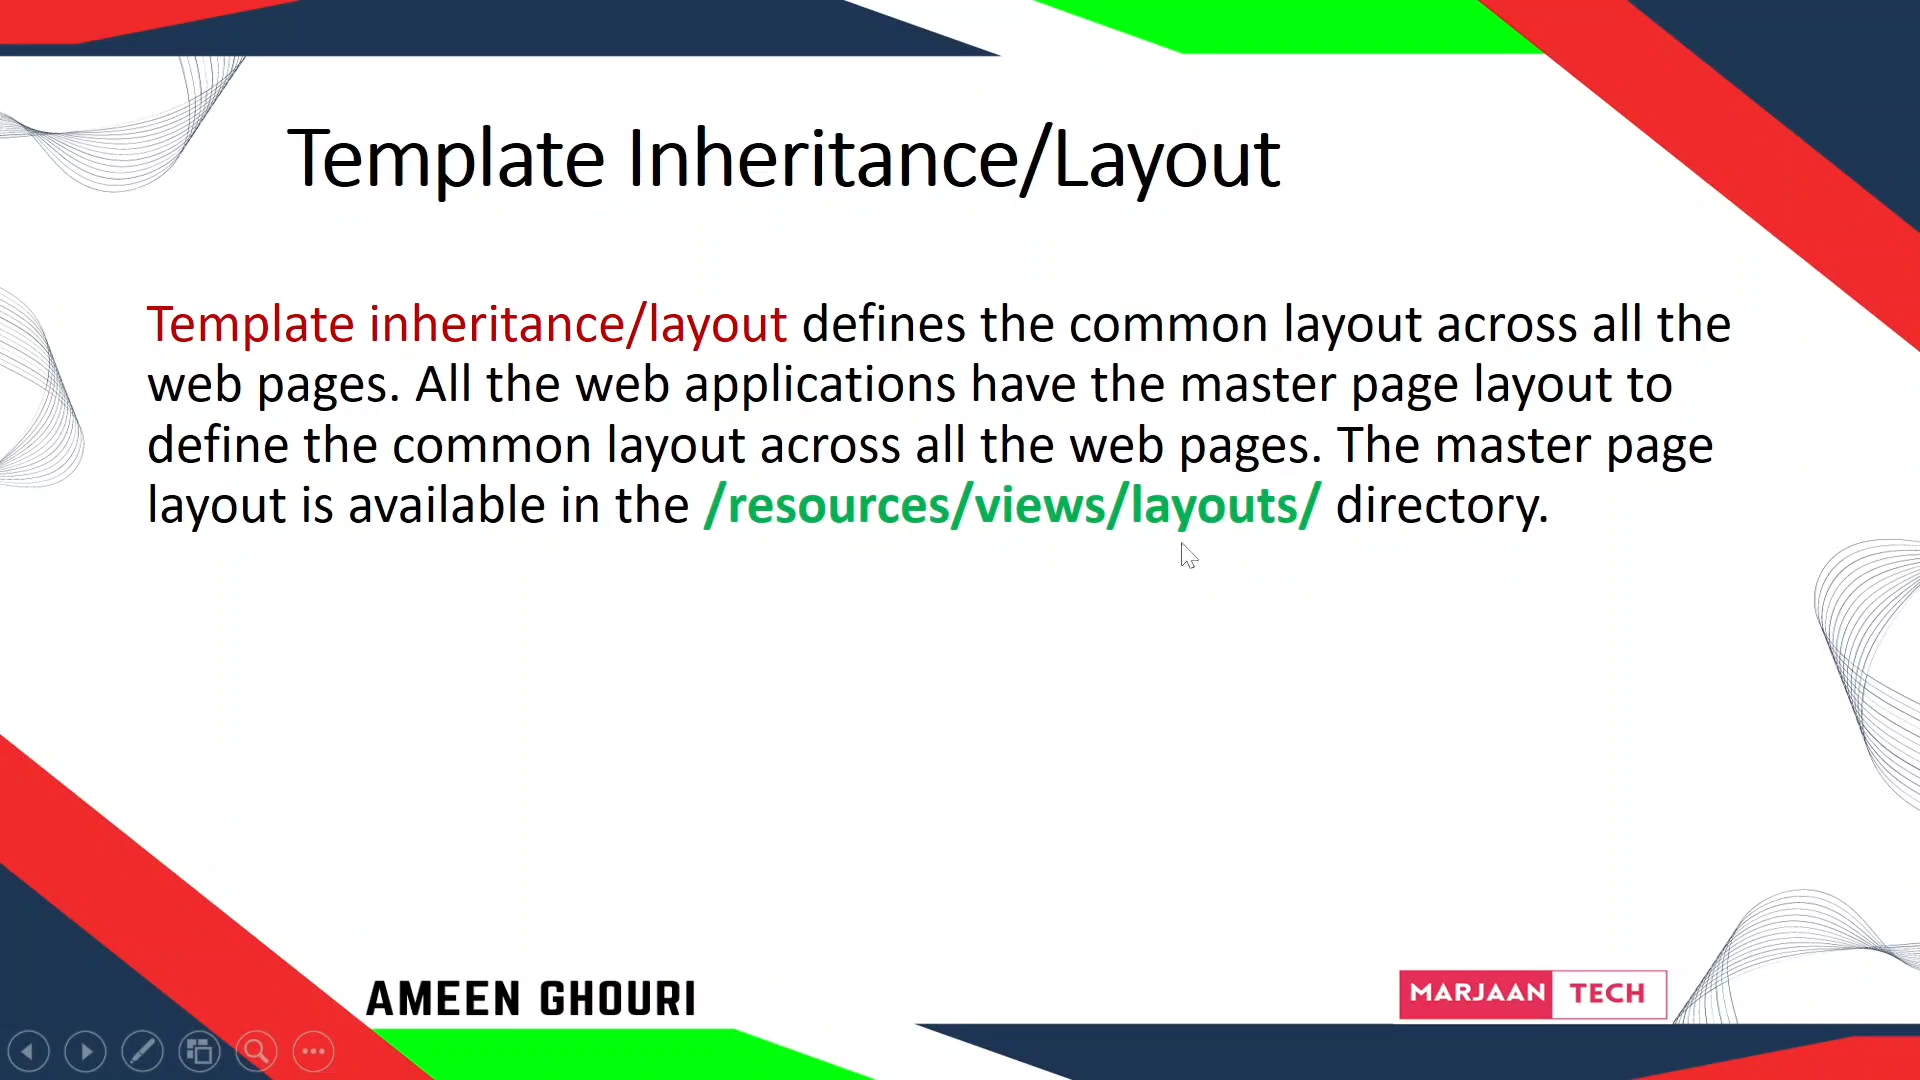 Template Inheritance/Layout
Template inheritance/layout defines the common layout across all the
web pages. All the web applications have the master page layout to
define the common layout across all the web pages. The master page
layout is available in the /resources/views/layouts/ directory.
AMEEN GHOURI
MARJAAN TECH